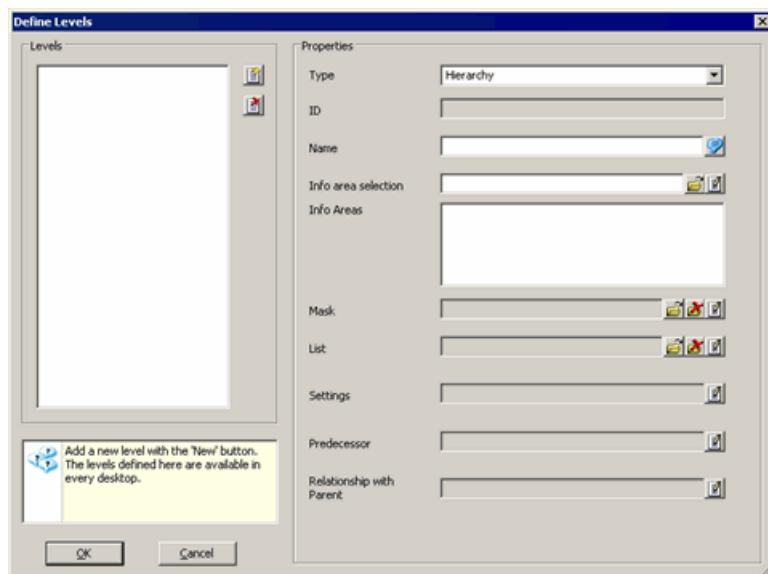 Define Levels
Levels
Properties
Type
Hierarchy
ID
Name
Info area selection
Info Areas
Mask
List
Settings
Predecessor
Relationship with
Parent
Add a new level with the 'New' button.
The levels defined here are available in
every desktop.
OK
Cancel